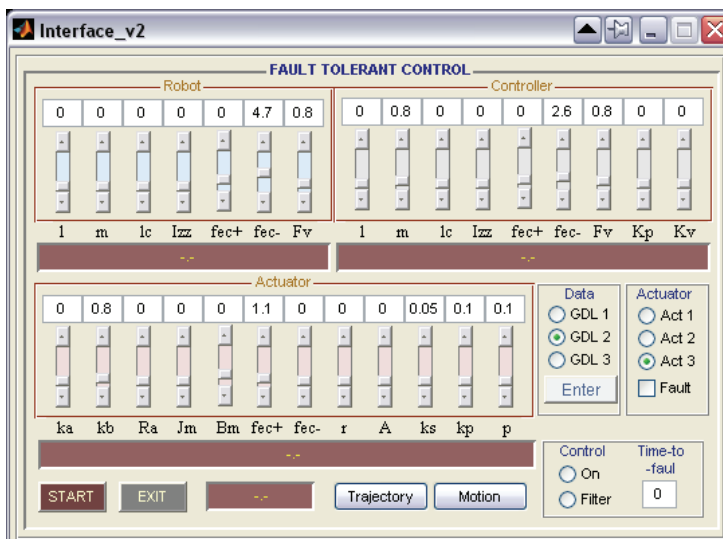 Interface_v2
FAULT TOLERANT CONTROL
Robot
0 0 0 0 0 4.7 0.8
l m lc Izz fec+ fec- Fv
-.-
Controller
0 0.8 0 0 0 2.6 0.8 0 0
l m lc Izz fec+ fec- Fv Kp Kv
-.-
Actuator
0 0.8 0 0 0 1.1 0 0 0 0.05 0.1 0.1
ka kb Ra Jm Bm fec+ fec- r A ks kp p
-.-
Data
GDL 1
GDL 2
GDL 3
Enter
Actuator
Act 1
Act 2
Act 3
Fault
START EXIT -.- Trajectory Motion
Control
On
Filter
Time-to
-faul
0